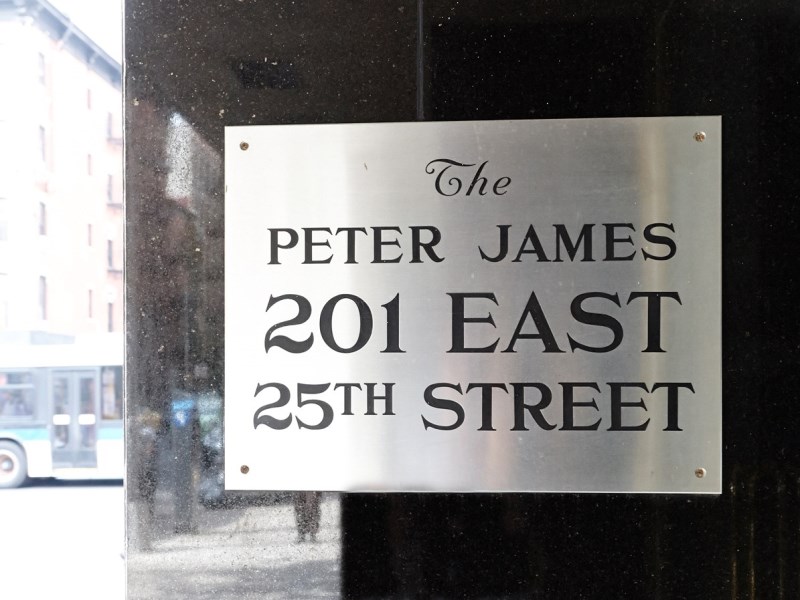 The
PETER JAMES
201 EAST
25TH STREET